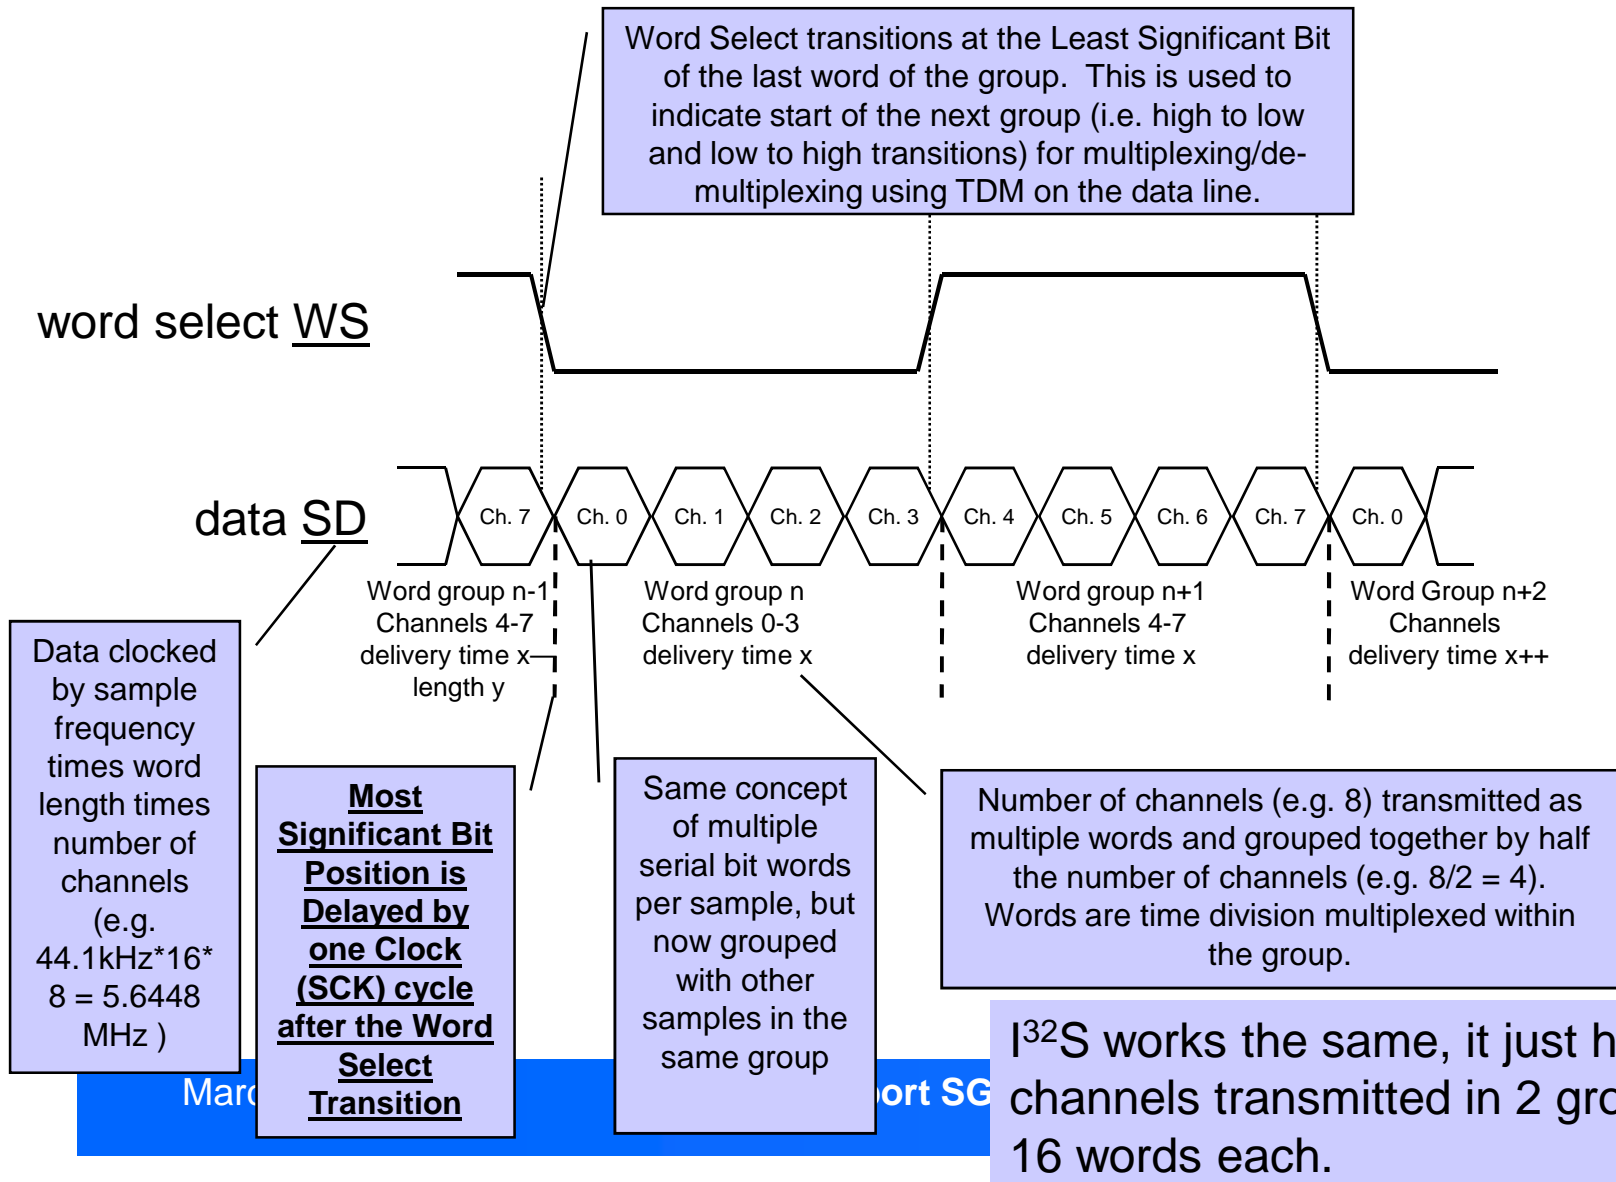 Word Select transitions at the Least Significant Bit
of the last word of the group.  This is used to
indicate start of the next group (i.e. high to low
and low to high transitions) for multiplexing/de-
multiplexing using TDM on the data line.
word select WS
data SD
Ch. 7
Ch. 0
Ch. 1
Ch. 2
Ch. 3
Ch. 4
Ch. 5
Ch. 6
Ch. 7
Ch. 0
Word group n-1
Channels 4-7
delivery time x
length y
Word group n
Channels 0-3
delivery time x
Word group n+1
Channels 4-7
delivery time x
Word Group n+2
Channels
delivery time x++
Data clocked
by sample
frequency
times word
length times
number of
channels
(e.g.
44.1kHz*16*
8 = 5.6448
MHz )
Most
Significant Bit
Position is
Delayed by
one Clock
(SCK) cycle
after the Word
Select
Transition
Same concept
of multiple
serial bit words
per sample, but
now grouped
with other
samples in the
same group
Number of channels (e.g. 8) transmitted as
multiple words and grouped together by half
the number of channels (e.g. 8/2 = 4).
Words are time division multiplexed within
the group.
I32S works the same, it just
channels transmitted in 2
16 words each.
SG